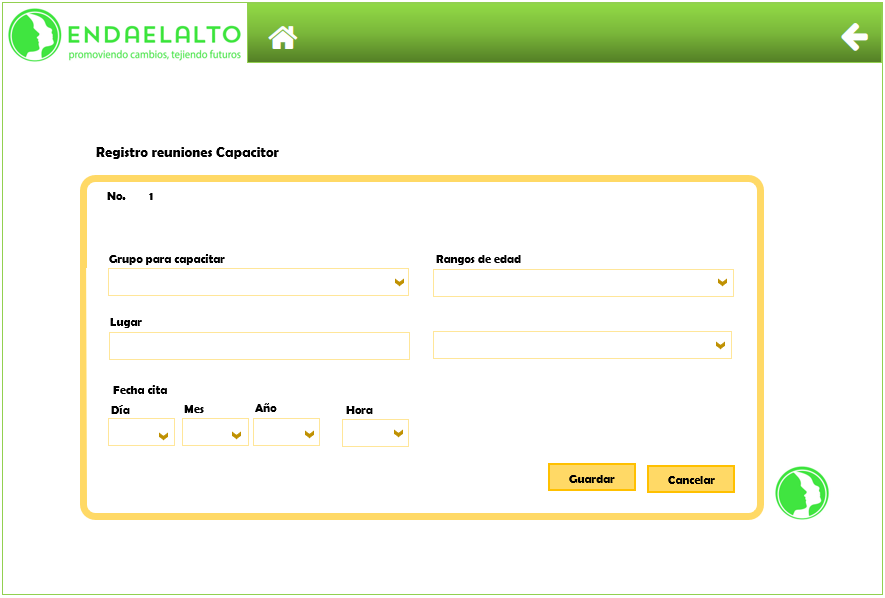 ENDAELALTO
promoviendo cambios, tejiendo futuros
Registro reuniones Capacitor
No. 1
Grupo para capacitar
Rangos de edad
Lugar
Fecha cita
Día Mes Año Hora
Guardar Cancelar